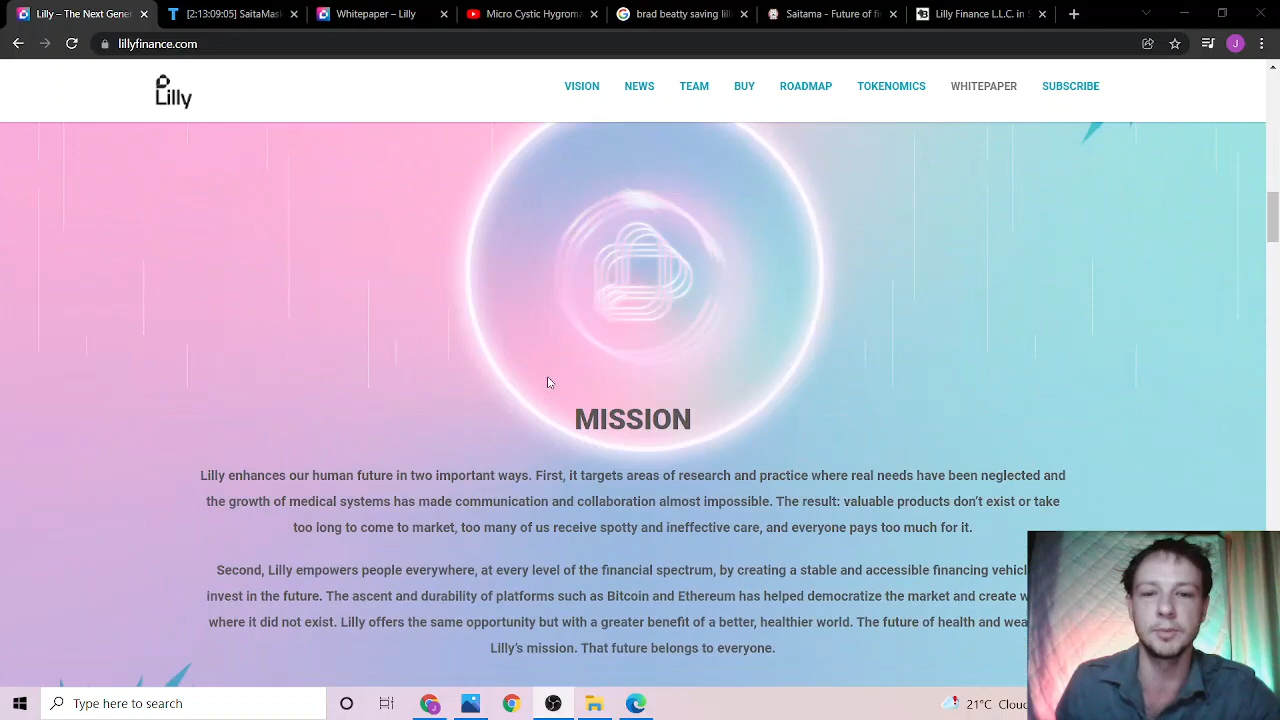 Lilly – 
[2:13:09:05] SaitaMas
Whitepaper – Lilly
Micro Cystic Hygroma
brad beatty saving lill
Saitama - Future of fi
Lilly Finance L.L.C. in S
lillyfinance.com
J
Lilly
VISION
NEWS
TEAM
BUY
ROADMAP
TOKENOMICS
WHITEPAPER
SUBSCRIBE
MISSION
Lilly enhances our human future in two important ways. First, it targets areas of research and practice where real needs have been neglected and
the growth of medical systems has made communication and collaboration almost impossible. The result: valuable products don't exist or take
too long to come to market, too many of us receive spotty and ineffective care, and everyone pays too much for it.
Second, Lilly empowers people everywhere, at every level of the financial spectrum, by creating a stable and accessible financing vehicl
invest in the future. The ascent and durability of platforms such as Bitcoin and Ethereum has helped democratize the market and create w
where it did not exist. Lilly offers the same opportunity but with a greater benefit of a better, healthier world. The future of health and wea
Lilly's mission. That future belongs to everyone.
Type here to search
21°C Cloud